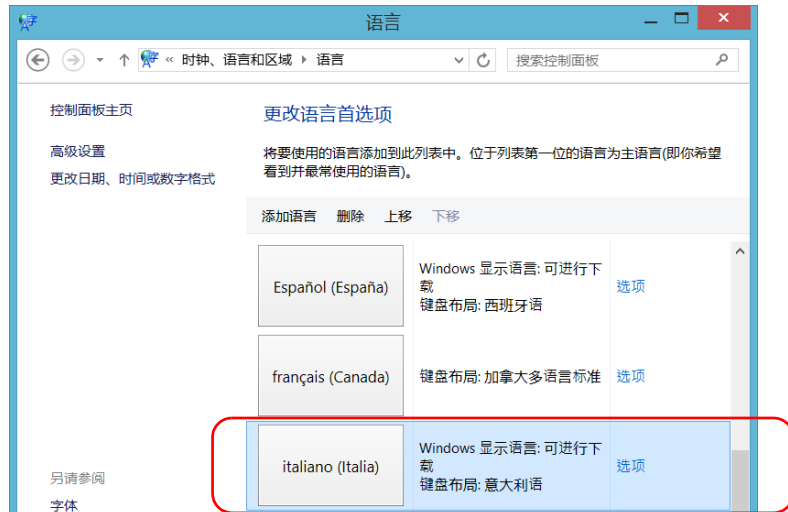 语言
« 时钟、语言和区域 ▸ 语言
搜索控制面板
控制面板主页
高级设置
更改日期、时间或数字格式
另请参阅
字体
更改语言首选项
将要使用的语言添加到此列表中。位于列表第一位的语言为主语言(即你希望
看到并最常使用的语言)。
添加语言 删除 上移 下移
Español (España)
Windows 显示语言: 可进行下
载
键盘布局: 西班牙语
选项
français (Canada)
键盘布局: 加拿大多语言标准
选项
italiano (Italia)
Windows 显示语言: 可进行下
载
键盘布局: 意大利语
选项